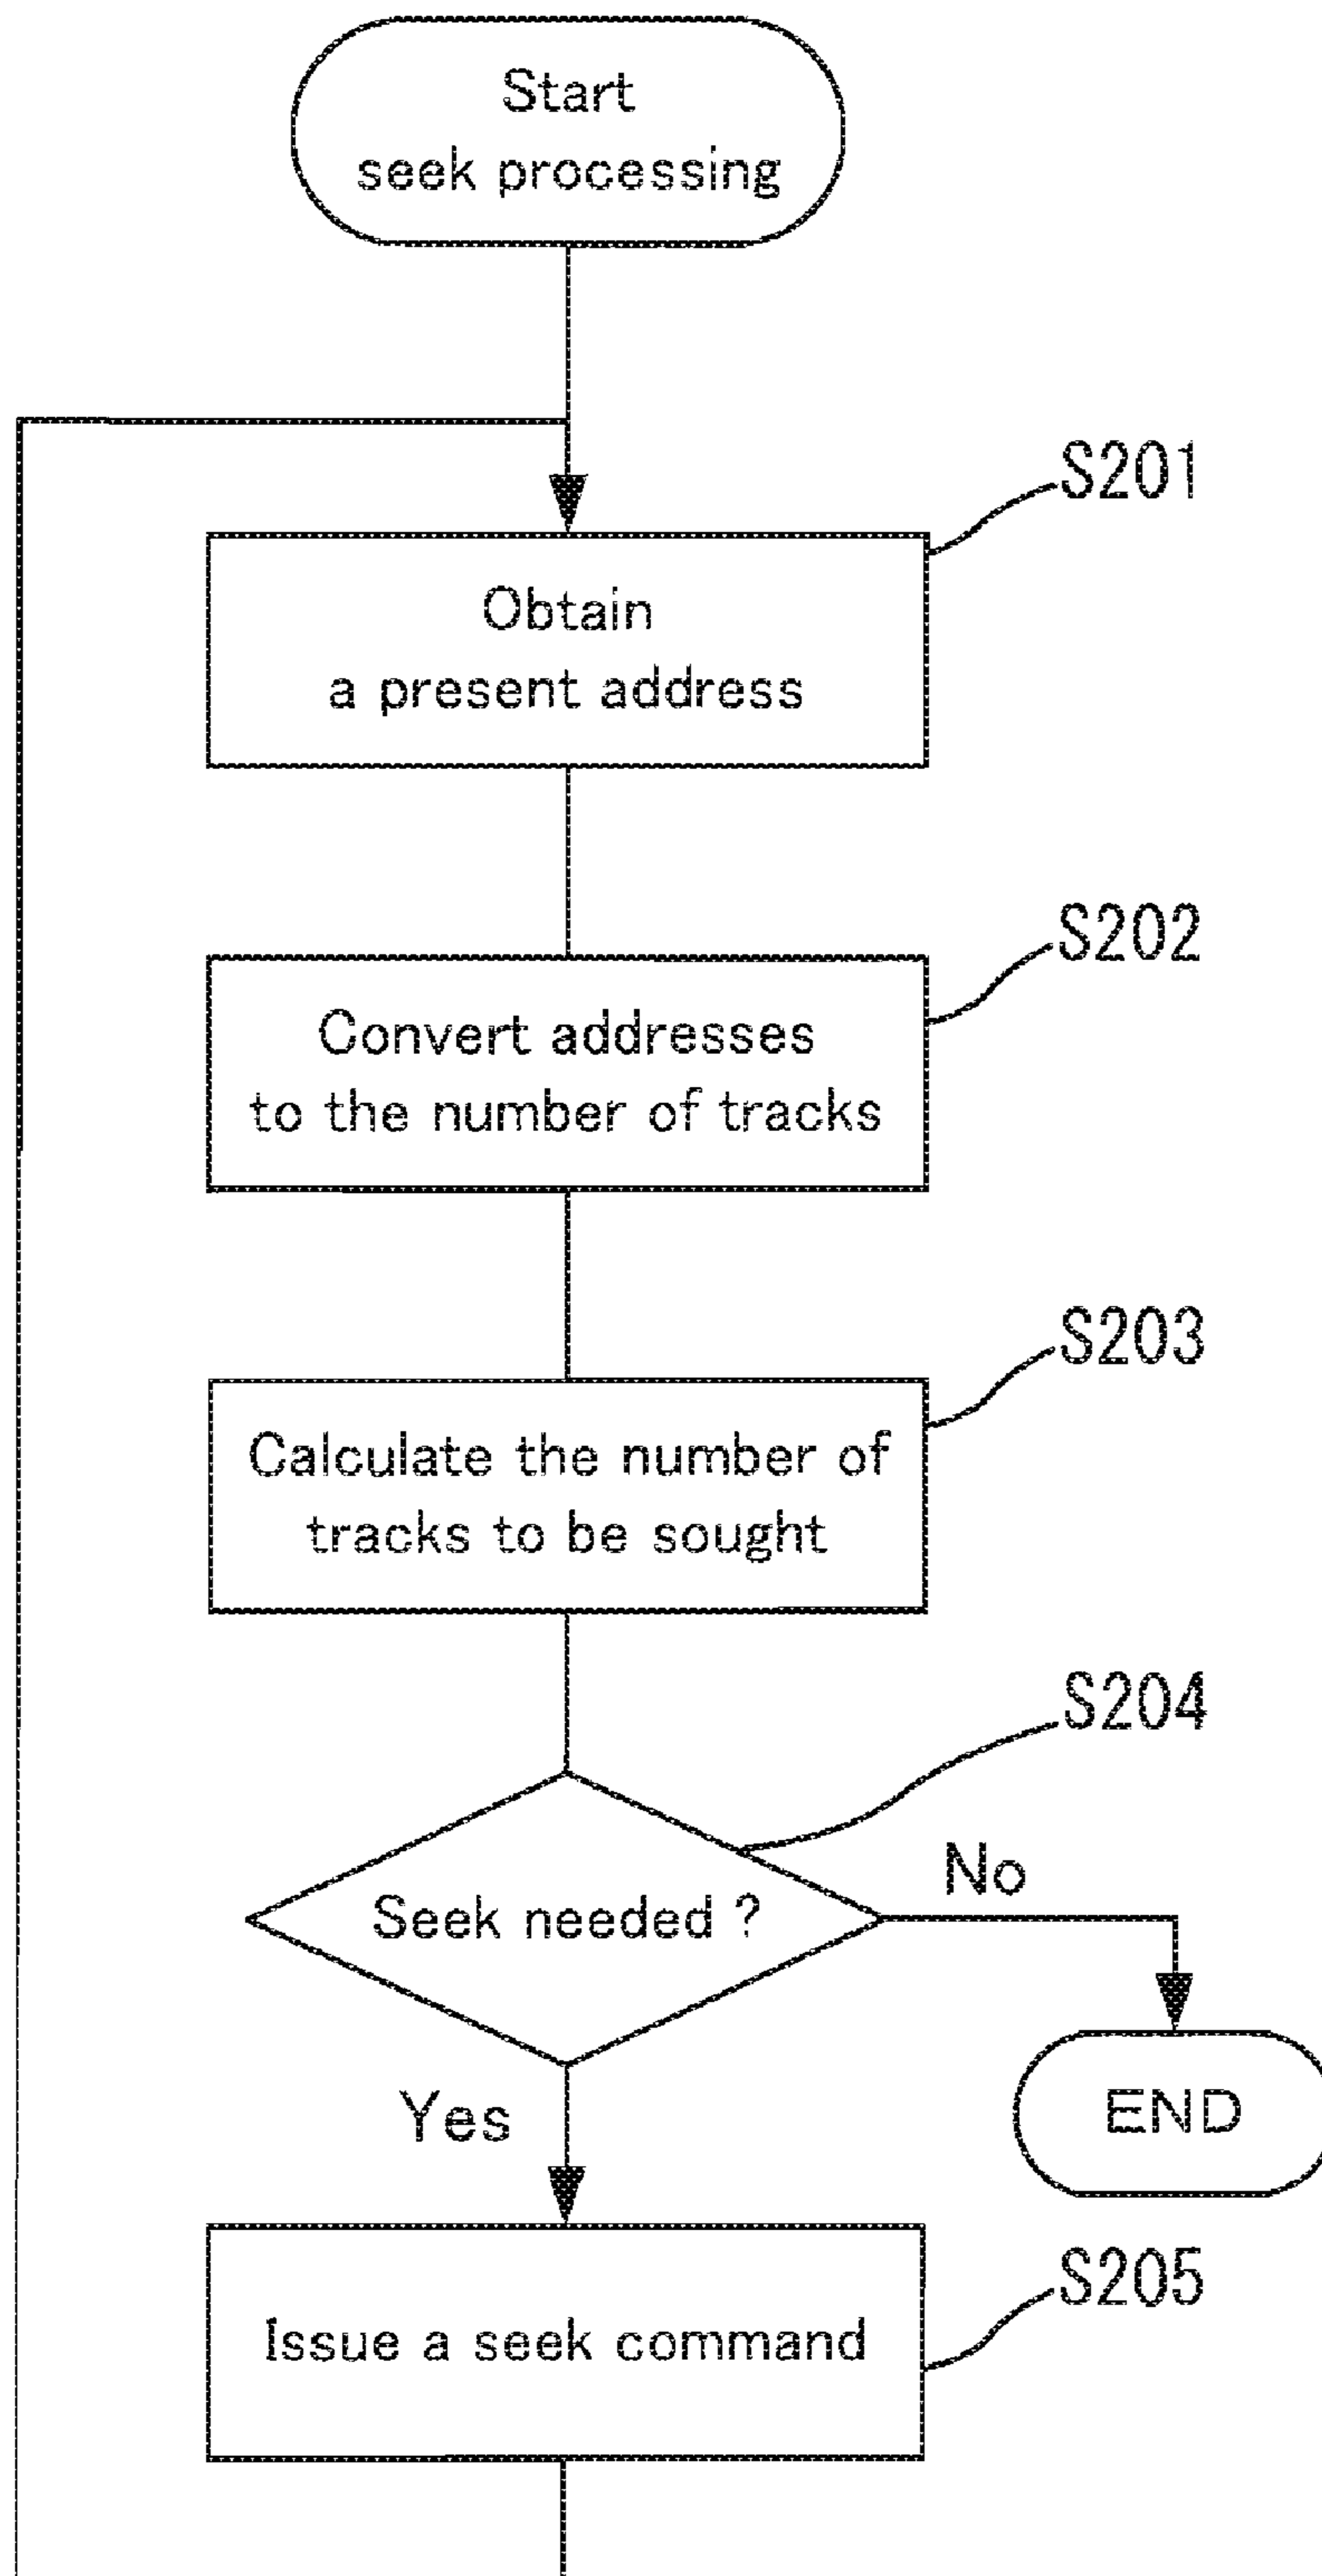 Start
seek processing
S201
Obtain
a present address
S202
Convert addresses
to the number of tracks
S203
Calculate the number of
tracks to be sought
S204
Seek needed ?
No
Yes
END
S205
Issue a seek command